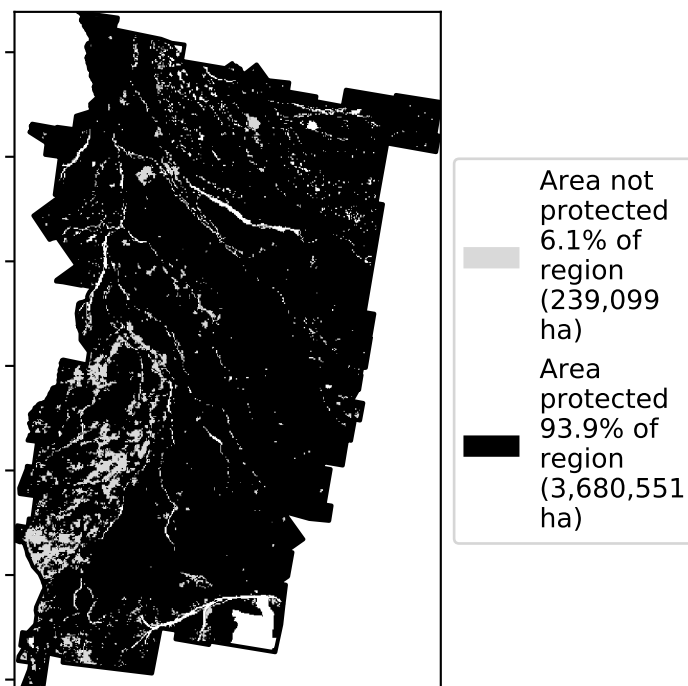 Area not
protected
6.1% of
region
(239,099
ha)
Area
protected
93.9% of
region
(3,680,551
ha)